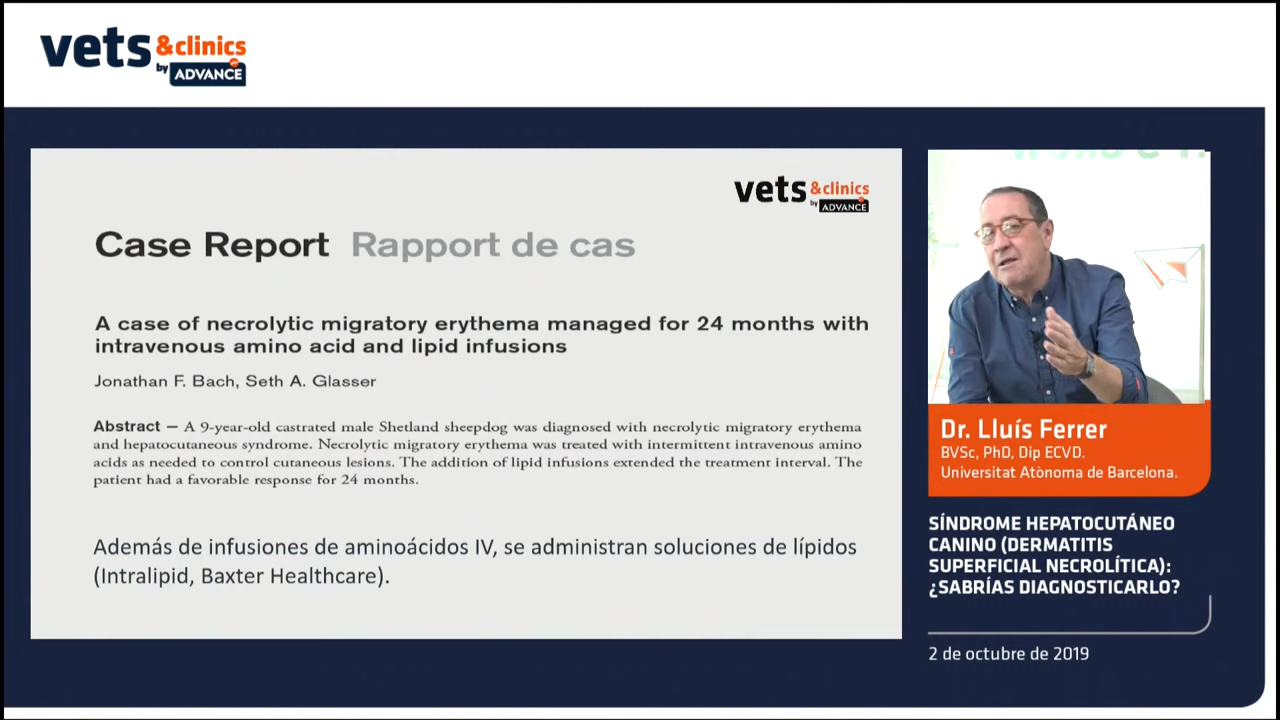 vets &clinics
by ADVANCE
vets &clinics
by ADVANCE
Case Report Rapport de cas
A case of necrolytic migratory erythema managed for 24 months with
intravenous amino acid and lipid infusions
Jonathan F. Bach, Seth A. Glasser
Abstract — A 9-year-old castrated male Shetland sheepdog was diagnosed with necrolytic migratory erythema
and hepatocutaneous syndrome. Necrolytic migratory erythema was treated with intermittent intravenous amino
acids as needed to control cutaneous lesions. The addition of lipid infusions extended the treatment interval. The
patient had a favorable response for 24 months.
Además de infusiones de aminoácidos IV, se administran soluciones de lípidos
(Intralipid, Baxter Healthcare).
Dr. Lluís Ferrer
BVSc, PhD, Dip ECVD.
Universitat Atònoma de Barcelona.
SÍNDROME HEPATOCUTÁNEO
CANINO (DERMATITIS
SUPERFICIAL NECROLÍTICA):
¿SABRÍAS DIAGNOSTICARLO?
2 de octubre de 2019